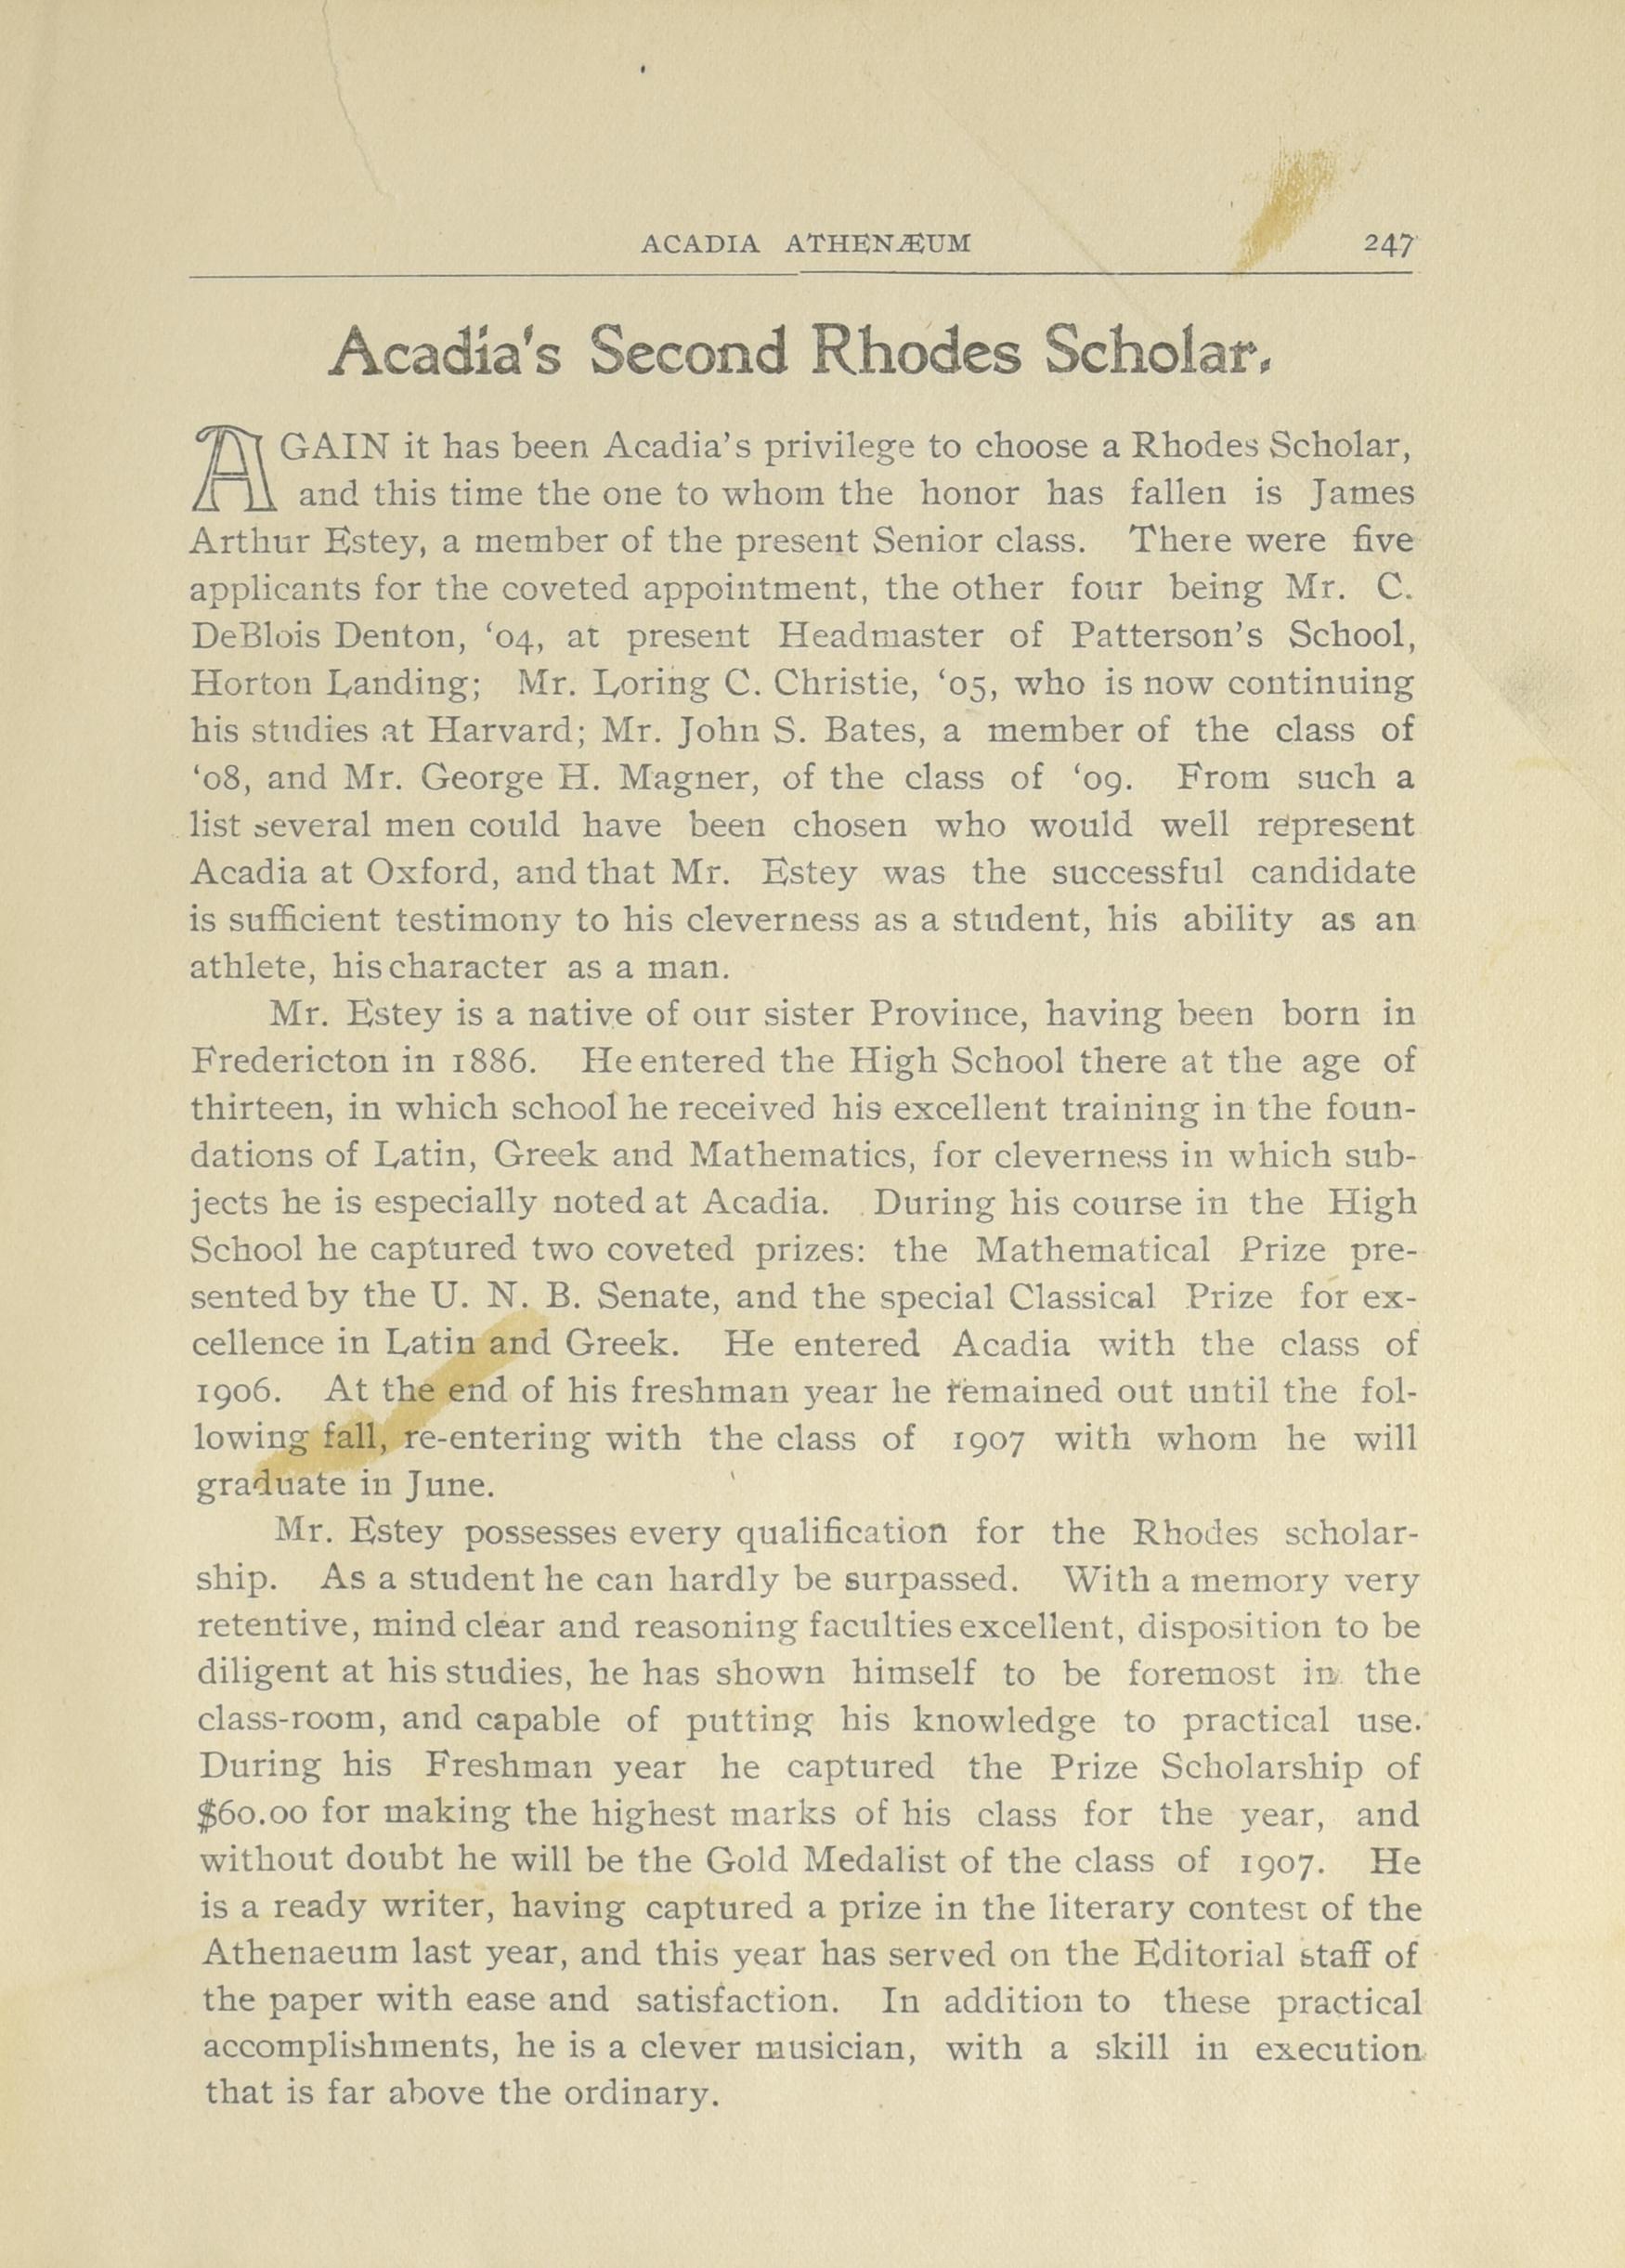 ACADIA ATHENÆUM 247
Acadia's Second Rhodes Scholar.
AGAIN it has been Acadia's privilege to choose a Rhodes Scholar,
and this time the one to whom the honor has fallen is James
Arthur Estey, a member of the present Senior class. There were five
applicants for the coveted appointment, the other four being Mr. C.
DeBlois Denton, ‘04, at present Headmaster of Patterson's School,
Horton Landing; Mr. Loring C. Christie, ‘05, who is now continuing
his studies at Harvard; Mr. John S. Bates, a member of the class of
‘08, and Mr. George H. Magner, of the class of ‘09. From such a
list several men could have been chosen who would well represent
Acadia at Oxford, and that Mr. Estey was the successful candidate
is sufficient testimony to his cleverness as a student, his ability as an
athlete, his character as a man.
Mr. Estey is a native of our sister Province, having been born in
Fredericton in 1886. He entered the High School there at the age of
thirteen, in which school he received his excellent training in the foun-
dations of Latin, Greek and Mathematics, for cleverness in which sub-
jects he is especially noted at Acadia. During his course in the High
School he captured two coveted prizes: the Mathematical Prize pre-
sented by the U. N. B. Senate, and the special Classical Prize for ex-
cellence in Latin and Greek. He entered Acadia with the class of
1906. At the end of his freshman year he remained out until the fol-
lowing fall, re-entering with the class of 1907 with whom he will
graduate in June.
Mr. Estey possesses every qualification for the Rhodes scholar-
ship. As a student he can hardly be surpassed. With a memory very
retentive, mind clear and reasoning faculties excellent, disposition to be
diligent at his studies, he has shown himself to be foremost in the
class-room, and capable of putting his knowledge to practical use.
During his Freshman year he captured the Prize Scholarship of
$60.00 for making the highest marks of his class for the year, and
without doubt he will be the Gold Medalist of the class of 1907. He
is a ready writer, having captured a prize in the literary contest of the
Athenaeum last year, and this year has served on the Editorial staff of
the paper with ease and satisfaction. In addition to these practical
accomplishments, he is a clever musician, with a skill in execution
that is far above the ordinary.